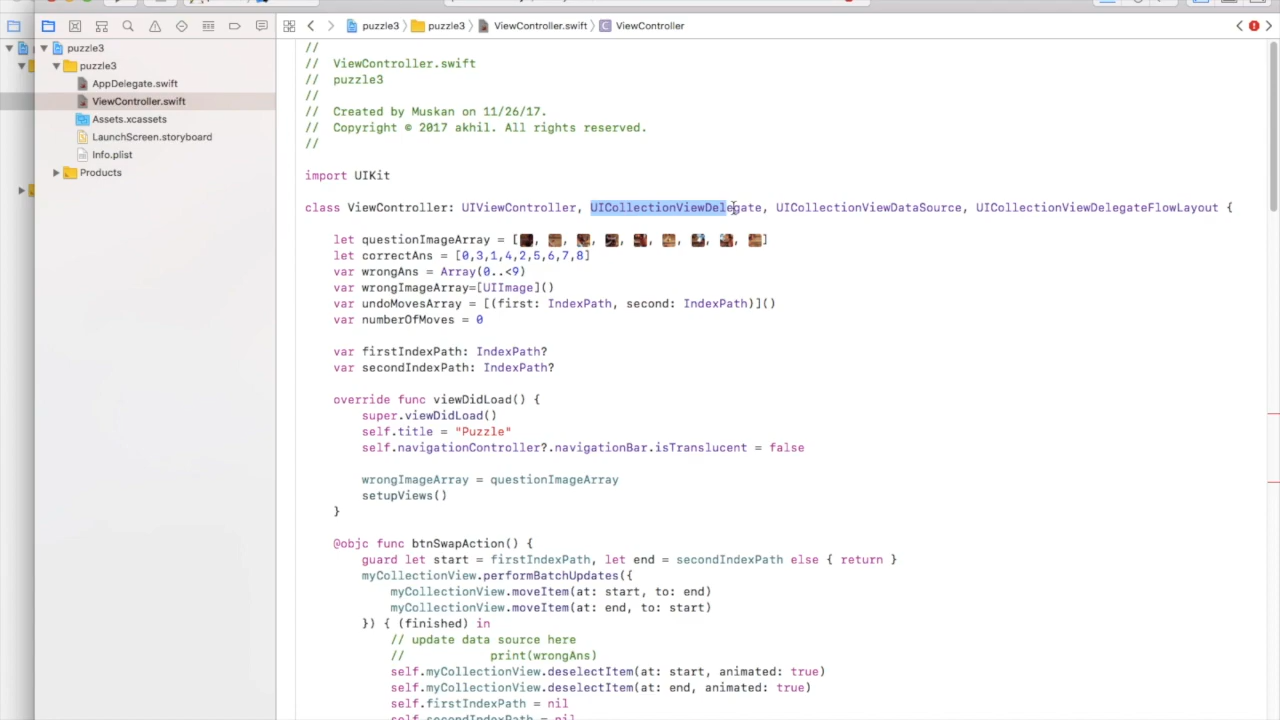 puzzle3 > puzzle3 > ViewController.swift > C ViewController
puzzle3
puzzle3
AppDelegate.swift
ViewController.swift
Assets.xcassets
LaunchScreen.storyboard
Info.plist
Products
//
// ViewController.swift
// puzzle3
//
// Created by Muskan on 11/26/17.
// Copyright © 2017 akhil. All rights reserved.
//
import UIKit
class ViewController: UIViewController, UICollectionViewDelegate, UICollectionViewDataSource, UICollectionViewDelegateFlowLayout {
let questionImageArray = [ , , , , , , , , ]
let correctAns = [0,3,1,4,2,5,6,7,8]
var wrongAns = Array(0..<9)
var wrongImageArray=[UIImage]()
var undoMovesArray = [(first: IndexPath, second: IndexPath)]()
var numberOfMoves = 0
var firstIndexPath: IndexPath?
var secondIndexPath: IndexPath?
override func viewDidLoad() {
super.viewDidLoad()
self.title = "Puzzle"
self.navigationController?.navigationBar.isTranslucent = false
wrongImageArray = questionImageArray
setupViews()
}
@objc func btnSwapAction() {
guard let start = firstIndexPath, let end = secondIndexPath else { return }
myCollectionView.performBatchUpdates({
myCollectionView.moveItem(at: start, to: end)
myCollectionView.moveItem(at: end, to: start)
}) { (finished) in
// update data source here
// print(wrongAns)
self.myCollectionView.deselectItem(at: start, animated: true)
self.myCollectionView.deselectItem(at: end, animated: true)
self.firstIndexPath = nil
self.secondIndexPath = nil